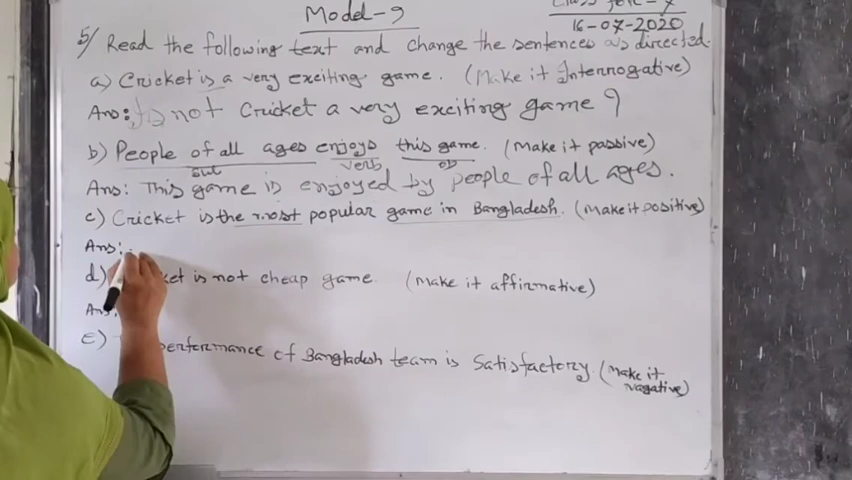 Model-9
16-07-2020
5/ Read the following text and change the sentences as directed.
a) Cricket is a very exciting game. (Make it Interrogative)
Ans: Is not Cricket a very exciting game?
b) People of all ages enjoys this game. (Make it passive)
sub verb ob
Ans: This game is enjoyed by people of all ages.
c) Cricket is the most popular game in Bangladesh. (Make it positive)
Ans:
d) ket is not cheap game. (Make it affirmative)
Ans:
e) performance of Bangladesh team is Satisfactory. (Make it
nagative)